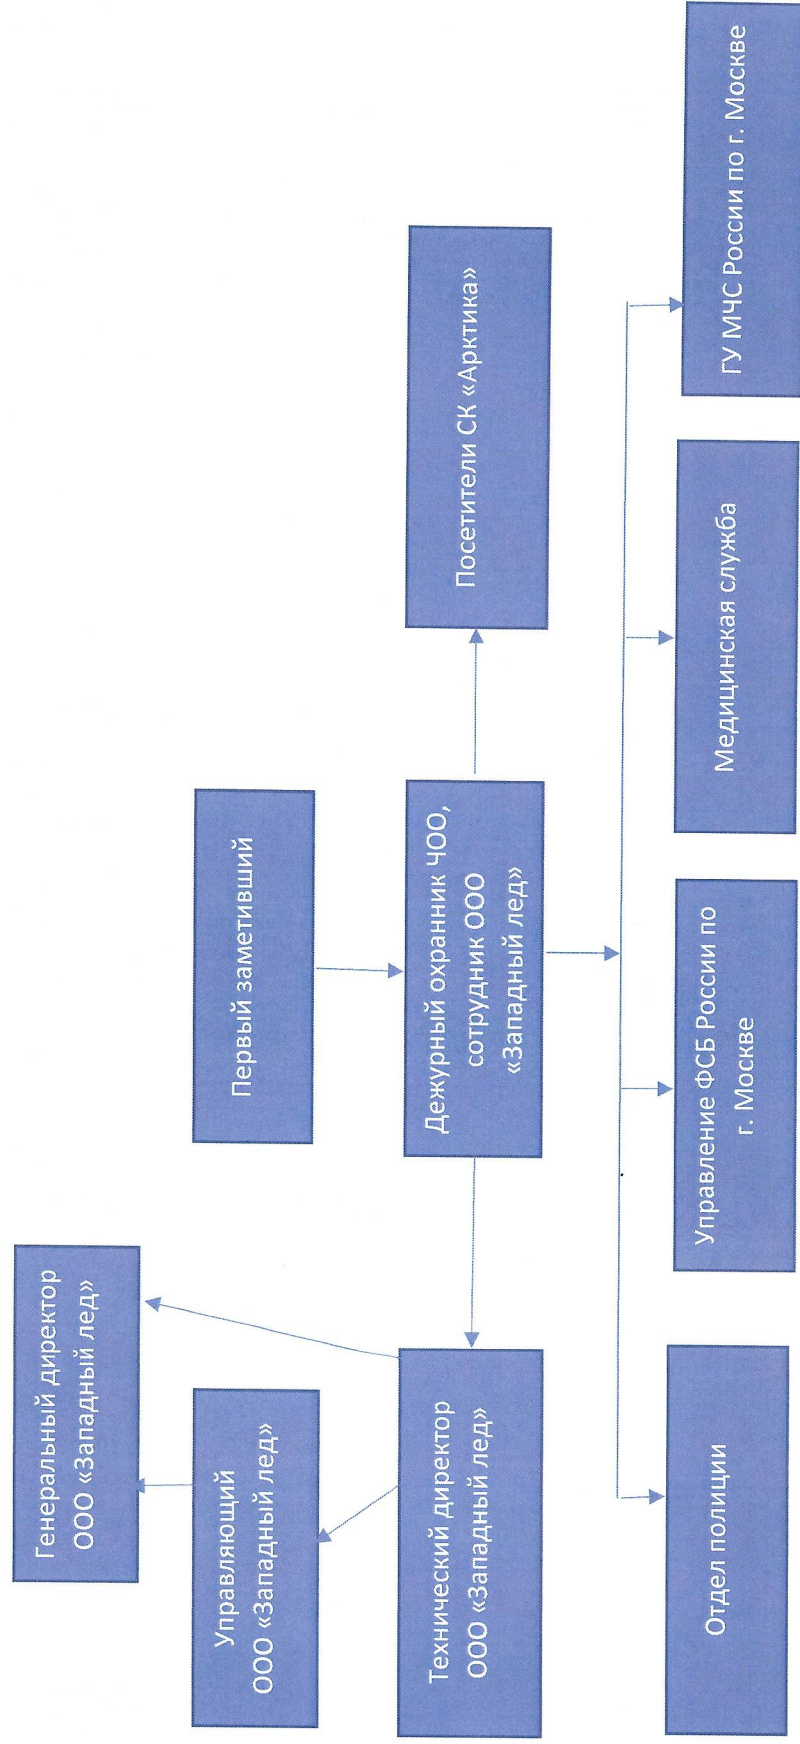 Генеральный директор
ООО «Западный лед»
Управляющий
ООО «Западный лед»
Первый заметивший
Технический директор
ООО «Западный лед»
Дежурный охранник ЧОО,
сотрудник ООО
«Западный лед»
Посетители СК «Арктика»
Отдел полиции
Управление ФСБ России по
г. Москве
Медицинская служба
ГУ МЧС России по г. Москве